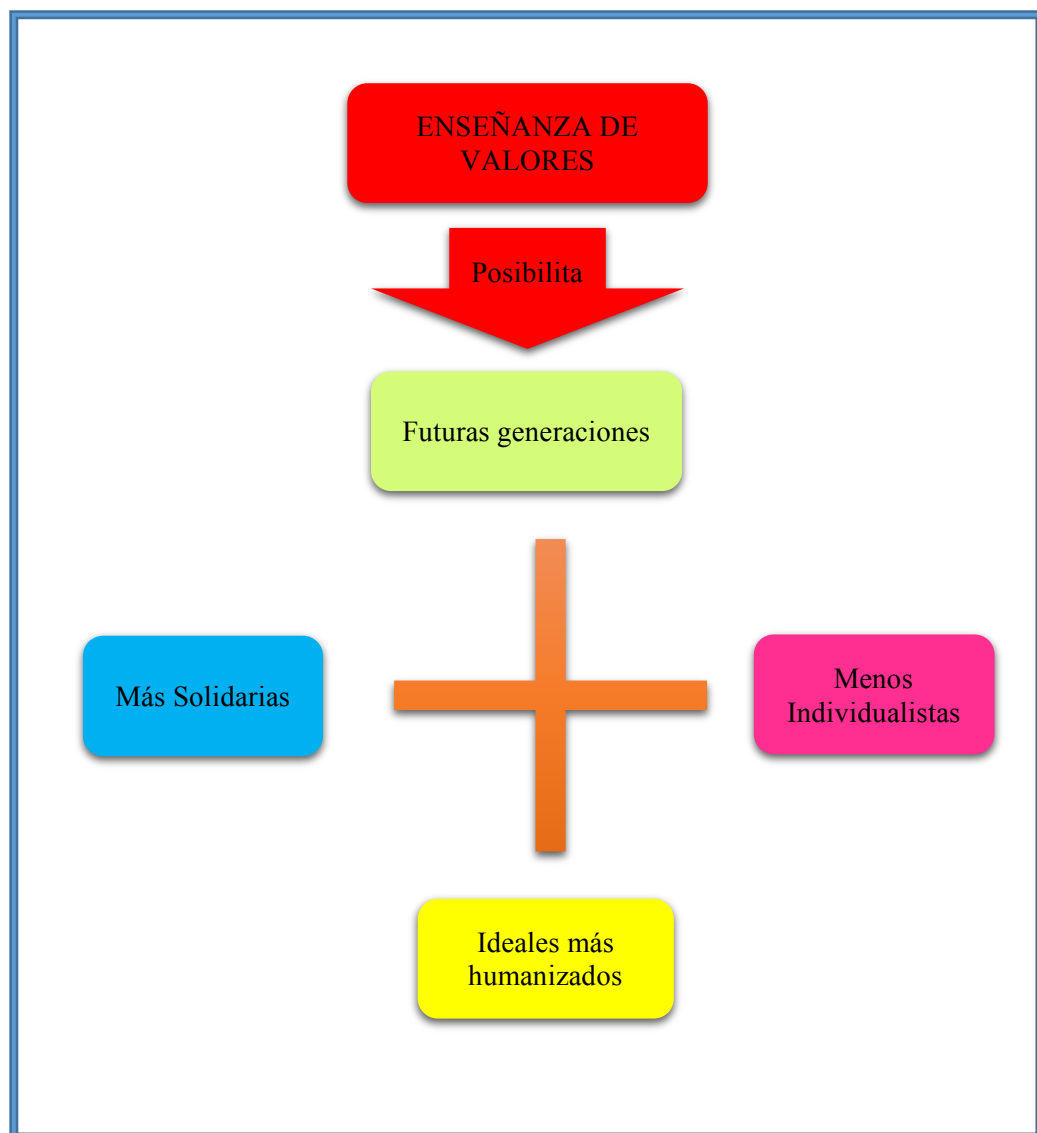 ENSEÑANZA DE
VALORES
Posibilita
Futuras generaciones
Más Solidarias
Menos
Individualistas
Ideales más
humanizados